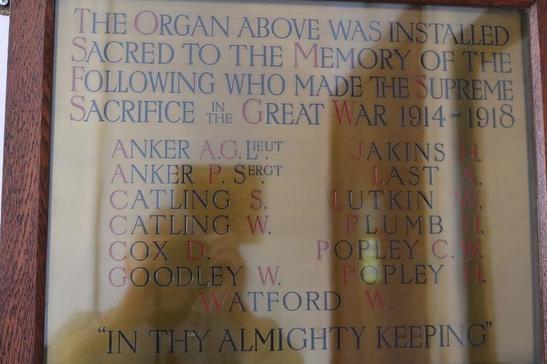 THE ORGAN ABOVE WAS INSTALLED
SACRED TO THE MEMORY OF THE
FOLLOWING WHO MADE THE SUPREME
SACRIFICE IN THE GREAT WAR 1914~1918
ANKER A.G. LIEUT JAKINS H.
ANKER P. SERGT LAST A.
CATLING S. LUTKIN W.
CATLING W. PLUMB H.
COX D. POPLEY C.W.
GOODLEY W. POPLEY H.
WATFORD W.
"IN THY ALMIGHTY KEEPING"